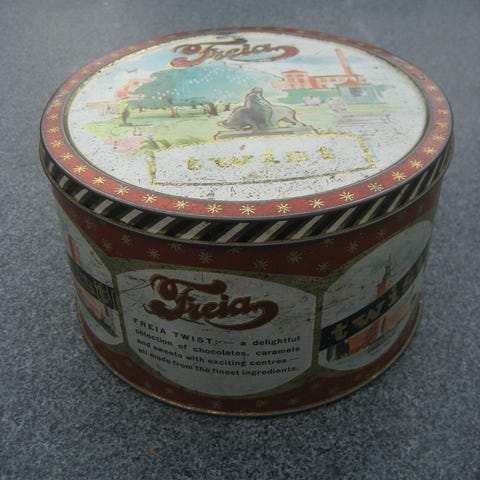 Freia
twist
Freia
FREIA TWIST:— a delightful
selection of chocolates, caramels
and sweets with exciting centres —
all made from the finest ingredients.
twist